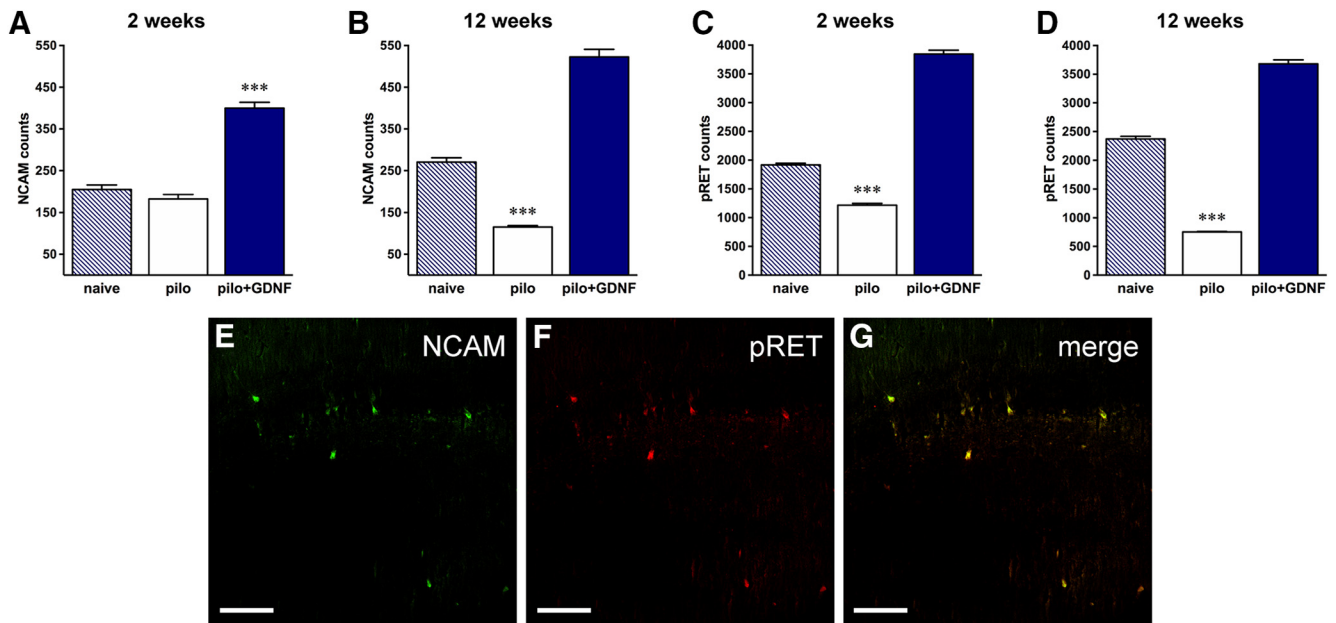 A
2 weeks
NCAM counts
550
450
350
250
150
50
***
naive
pilo
pilo+GDNF
B
12 weeks
NCAM counts
550
450
350
250
150
50
***
naive
pilo
pilo+GDNF
C
2 weeks
pRET counts
4000
3500
3000
2500
2000
1500
1000
500
0
***
naive
pilo
pilo+GDNF
D
12 weeks
pRET counts
4000
3500
3000
2500
2000
1500
1000
500
0
***
naive
pilo
pilo+GDNF
E
NCAM
F
pRET
G
merge